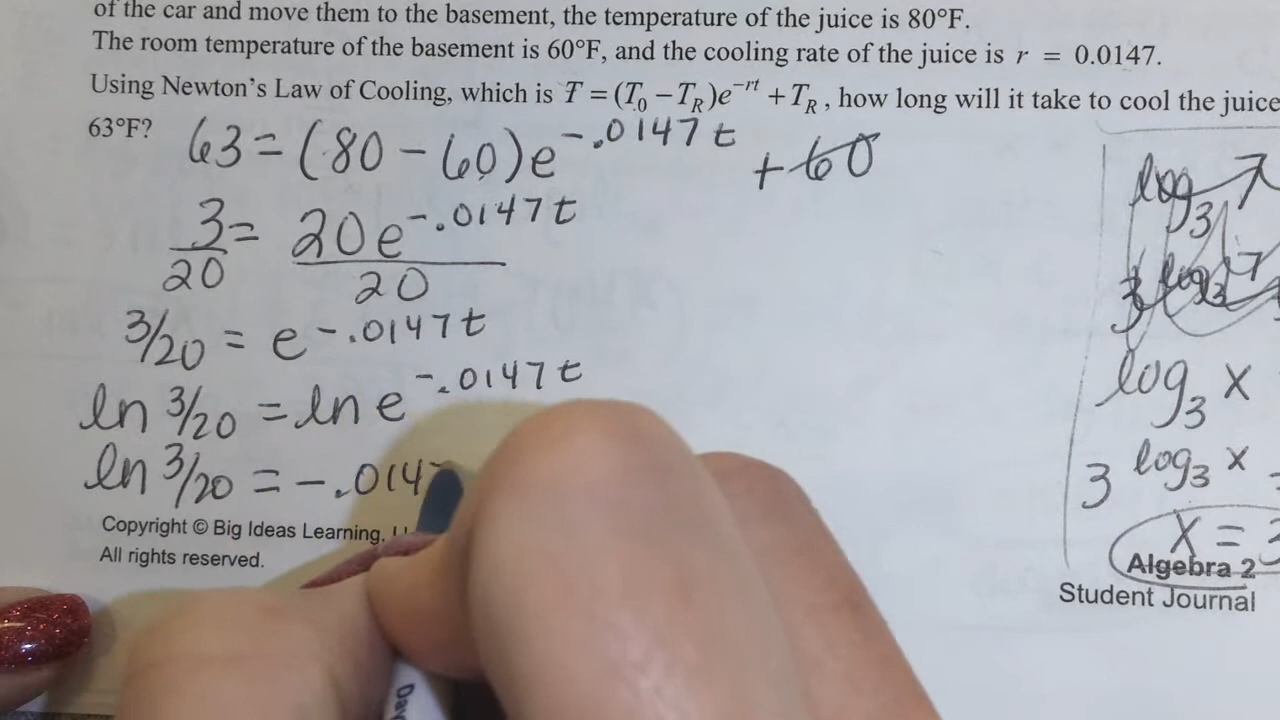 of the car and move them to the basement, the temperature of the juice is 80°F.
The room temperature of the basement is 60°F, and the cooling rate of the juice is r = 0.0147.
Using Newton's Law of Cooling, which is T = (T₀ − T_R)e^−rt + T_R, how long will it take to cool the juice
63°F?
63 = (80 − 60)e^−.0147t + 60
3/20 = 20e^−.0147t/20
3/20 = e^−.0147t
ln 3/20 = ln e^−.0147t
ln 3/20 = −.014
Copyright © Big Ideas Learning,
All rights reserved.
log₃ 7
log₃ x
3 log₃ x
x = 3
Algebra 2
Student Journal